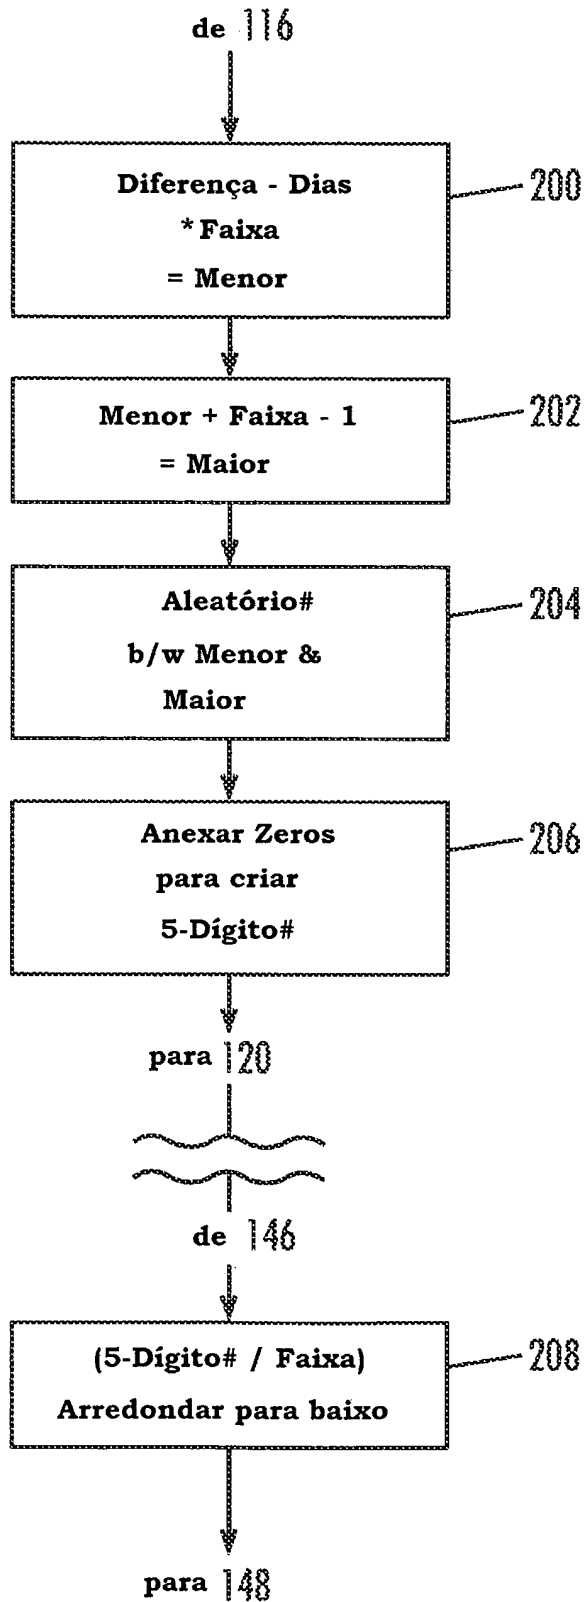 de 116
Diferença - Dias
* Faixa
= Menor
200
Menor + Faixa - 1
= Maior
202
Aleatório#
b/w Menor &
Maior
204
Anexar Zeros
para criar
5-Dígito#
206
para 120
de 146
(5-Dígito# / Faixa)
Arredondar para baixo
208
para 148